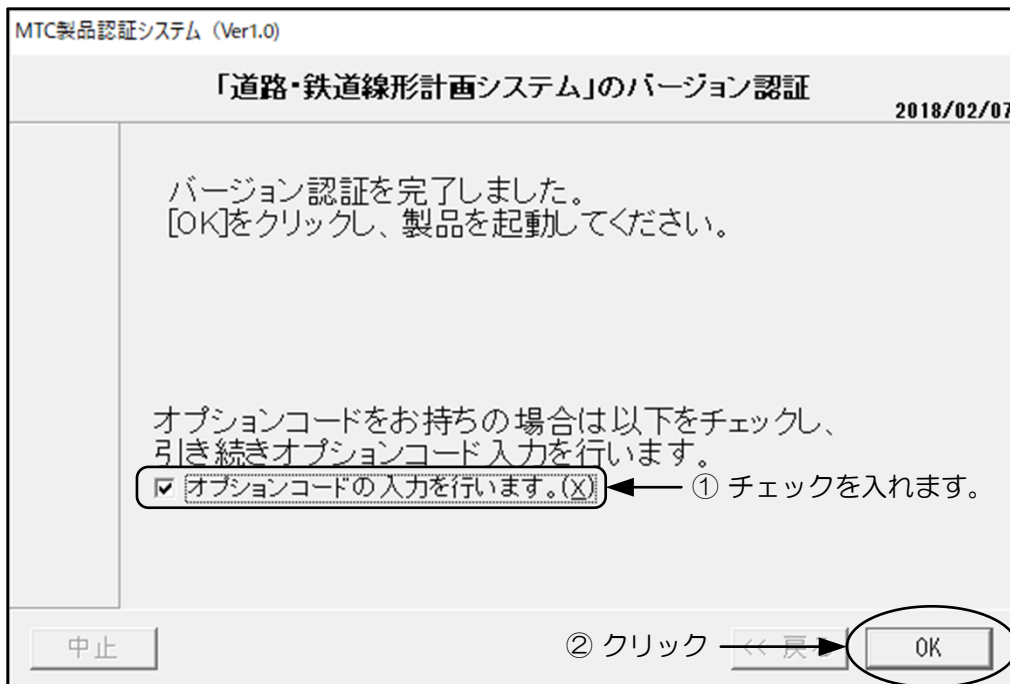 MTC製品認証システム（Ver1.0)
「道路・鉄道線形計画システム」のバージョン認証
2018/02/07
バージョン認証を完了しました。
[OK]をクリックし、製品を起動してください。
オプションコードをお持ちの場合は以下をチェックし、
引き続きオプションコード入力を行います。
オプションコードの入力を行います。(X)
① チェックを入れます。
中止
② クリック
<< 戻る
OK